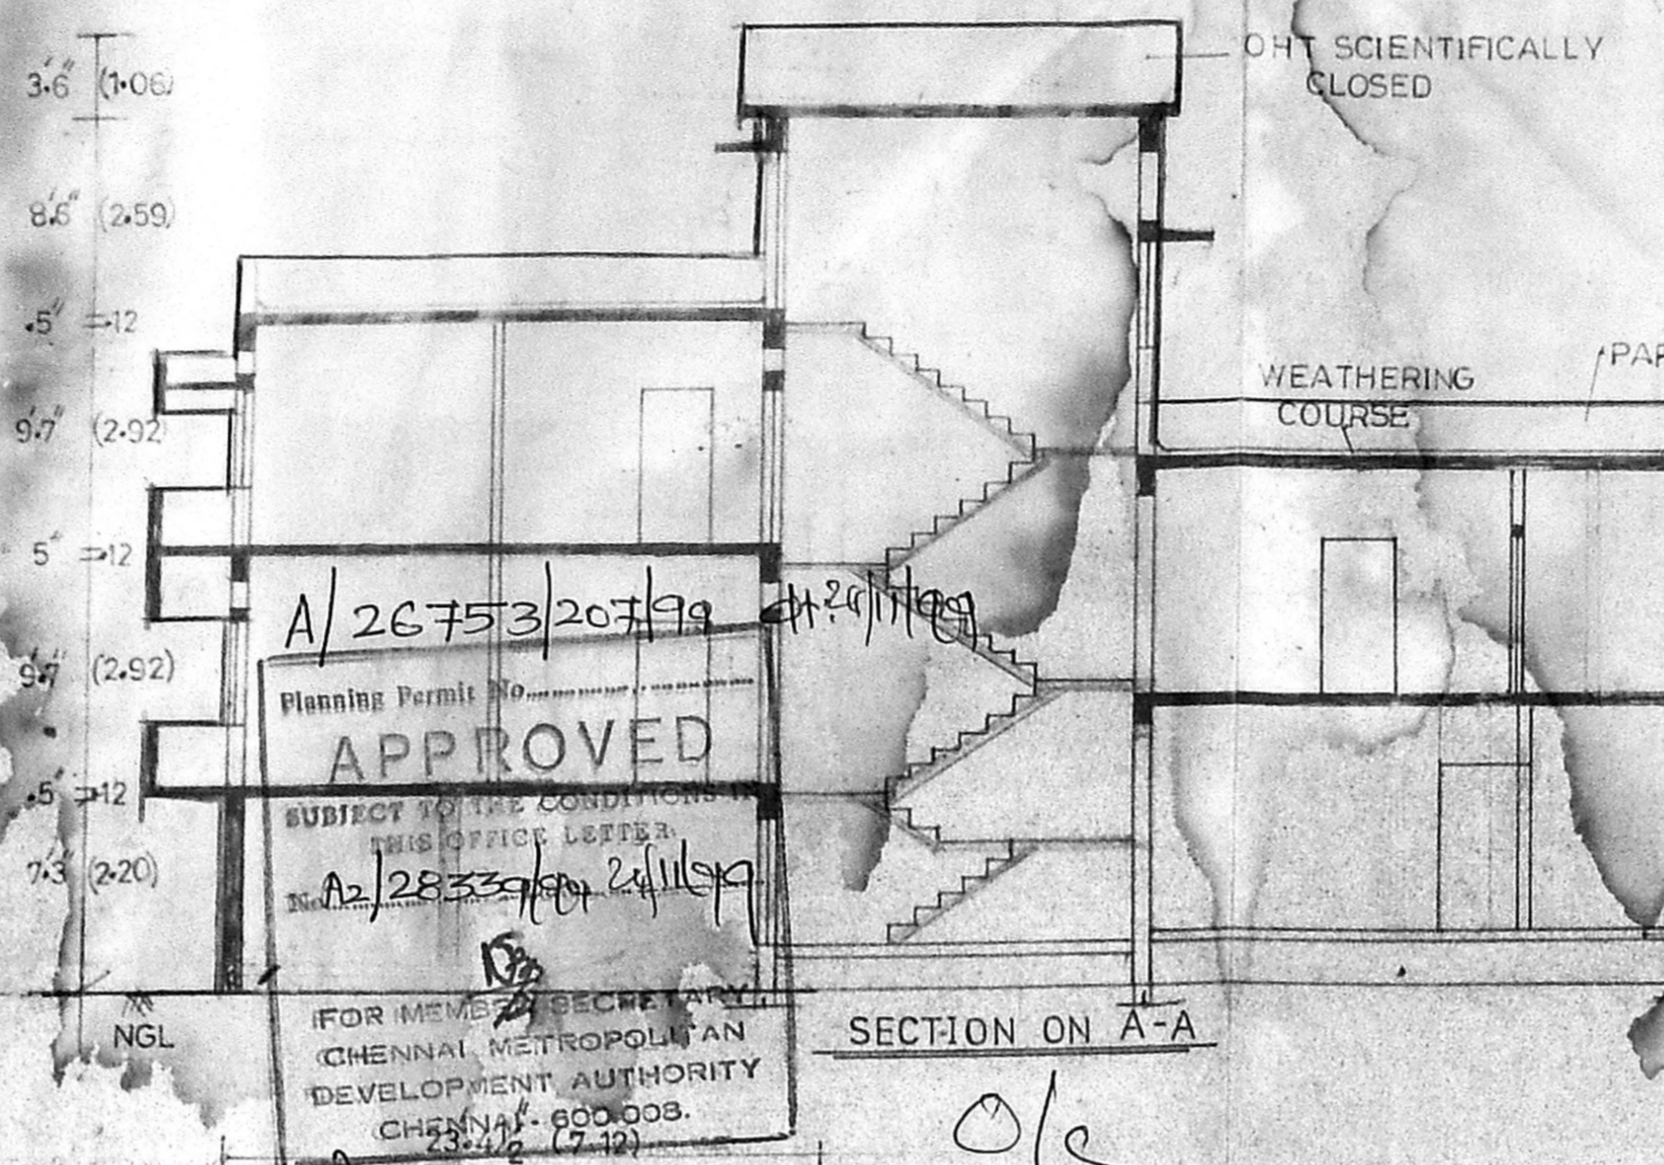 3'.6" (1.06)
OHT SCIENTIFICALLY
CLOSED
8'.6" (2.59)
.5" =.12
WEATHERING
COURSE
9'.7" (2.92)
5" =.12
A/26753/207/99 dt. 24/11/99
9'.7" (2.92)
Planning Permit No
APPROVED
.5" =.12
SUBJECT TO THE CONDITIONS IN
THIS OFFICE LETTER
7'.3" (2.20)
No A2/28339/99, 24/11/99
FOR MEMBER SECRETARY
CHENNAI METROPOLITAN
DEVELOPMENT AUTHORITY
CHENNAI - 600.008.
NGL
SECTION ON A-A
23'.4½" (7.12)
O/c